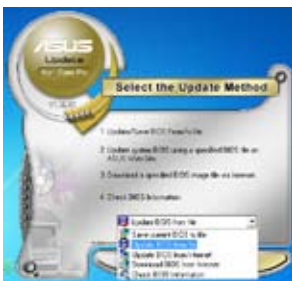 ASUS
Update
Select the Update Method
1. Update/Save BIOS from/to file
2. Update system BIOS using a specified BIOS file on
ASUS Web Site.
3. Download a specified BIOS image file via Internet.
4. Check BIOS Information
Update BIOS from file
Save current BIOS to file
Update BIOS from file
Update BIOS from Internet
Download BIOS from Internet
Check BIOS Information